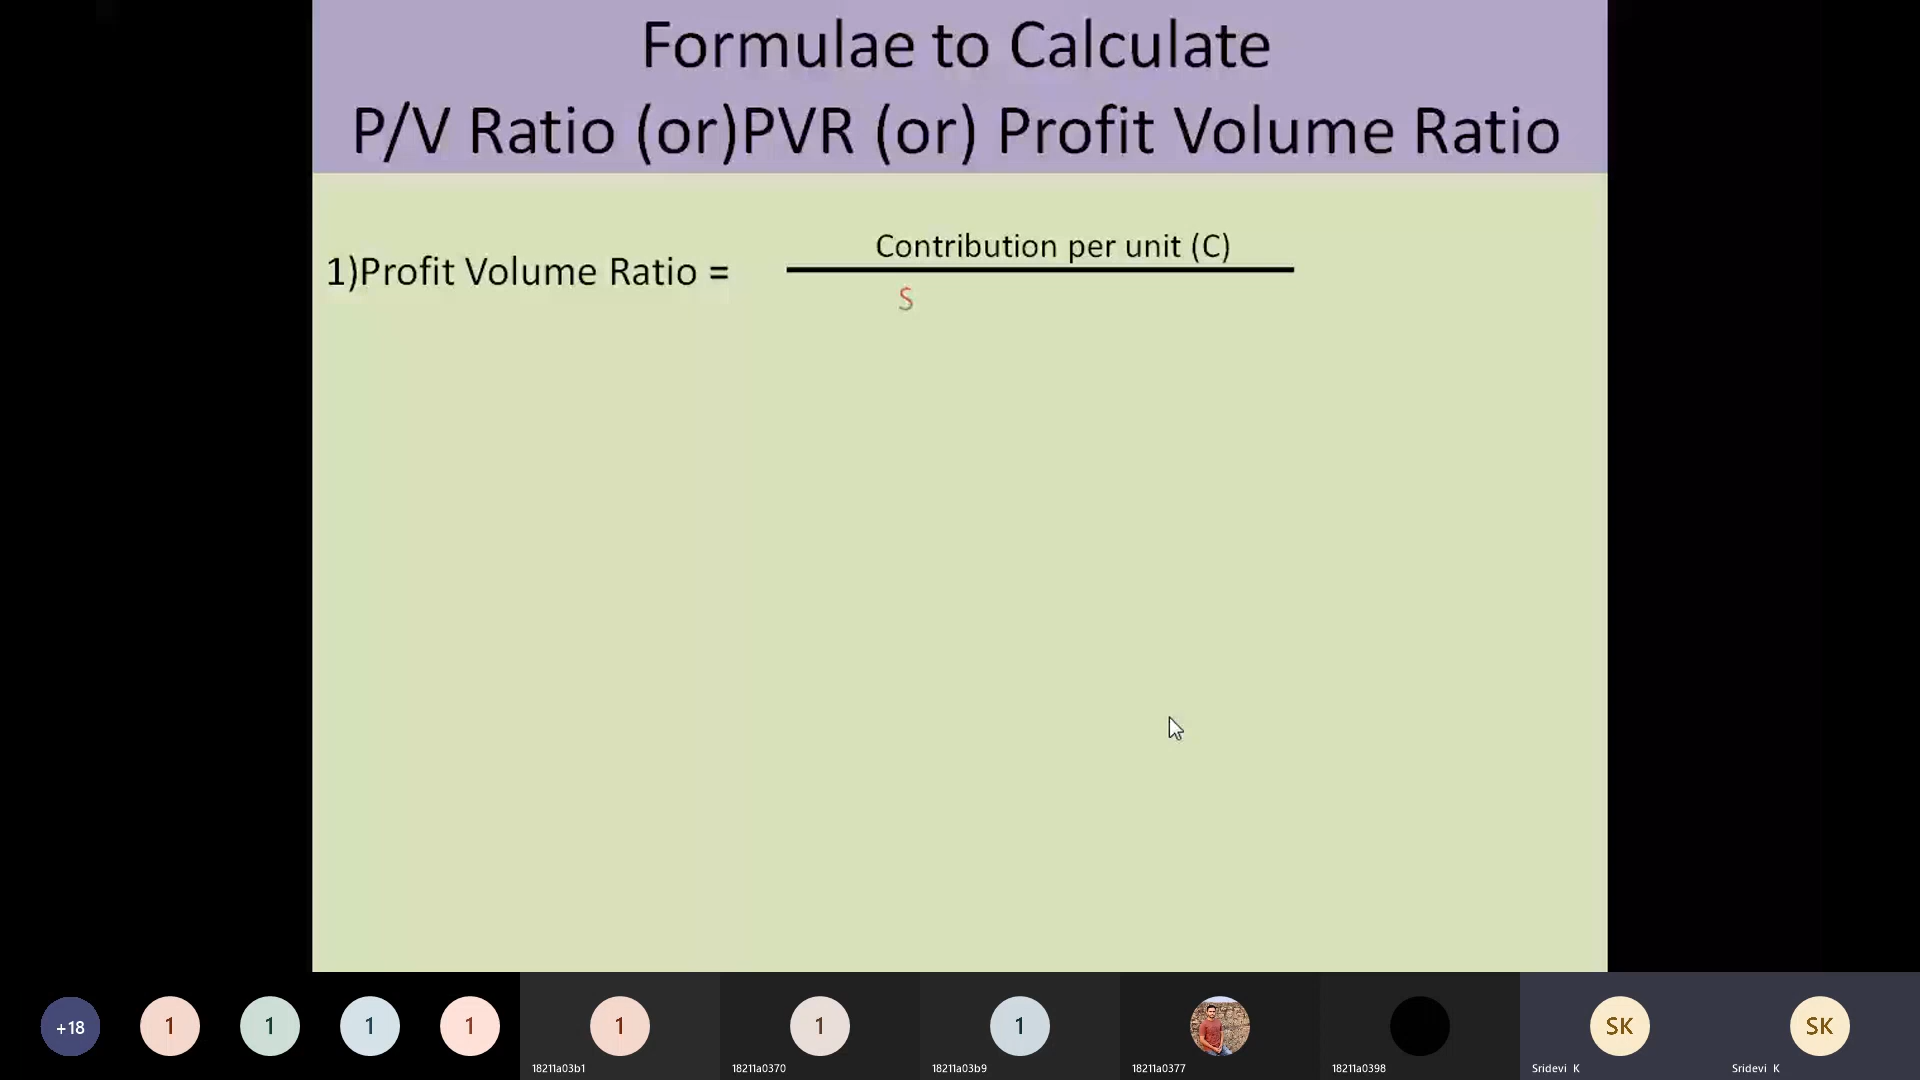 Formulae to Calculate
P/V Ratio (or)PVR (or) Profit Volume Ratio
1)Profit Volume Ratio =
Contribution per unit (C)
S
+18
1
1
1
1
1
1
1
SK
SK
18211a03b1
18211a0370
18211a03b9
18211a0377
18211a0398
Sridevi K
Sridevi K